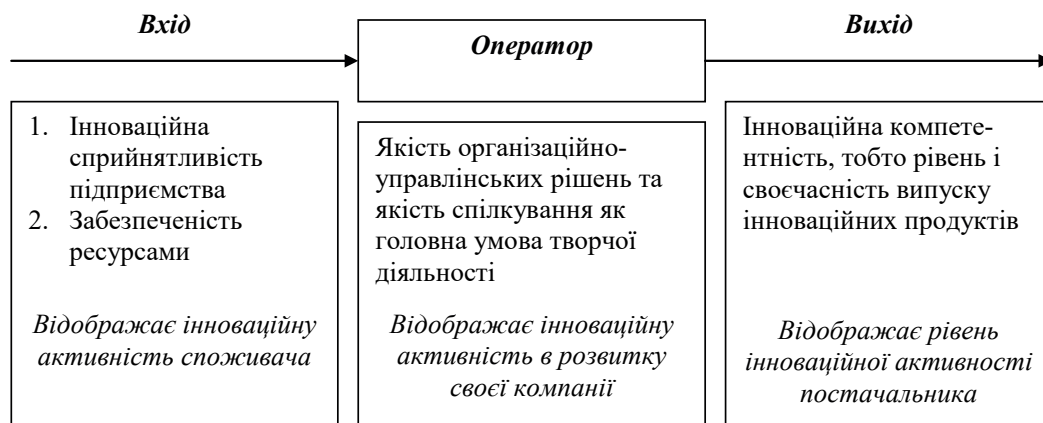 Вхід
Оператор
Вихід
1. Інноваційна
сприйнятливість
підприємства
2. Забезпеченість
ресурсами
Відображає інноваційну
активність споживача
Якість організаційно-
управлінських рішень та
якість спілкування як
головна умова творчої
діяльності
Відображає інноваційну
активність в розвитку
своєї компанії
Інноваційна компете-
нтність, тобто рівень і
своєчасність випуску
інноваційних продуктів
Відображає рівень
інноваційної активності
постачальника